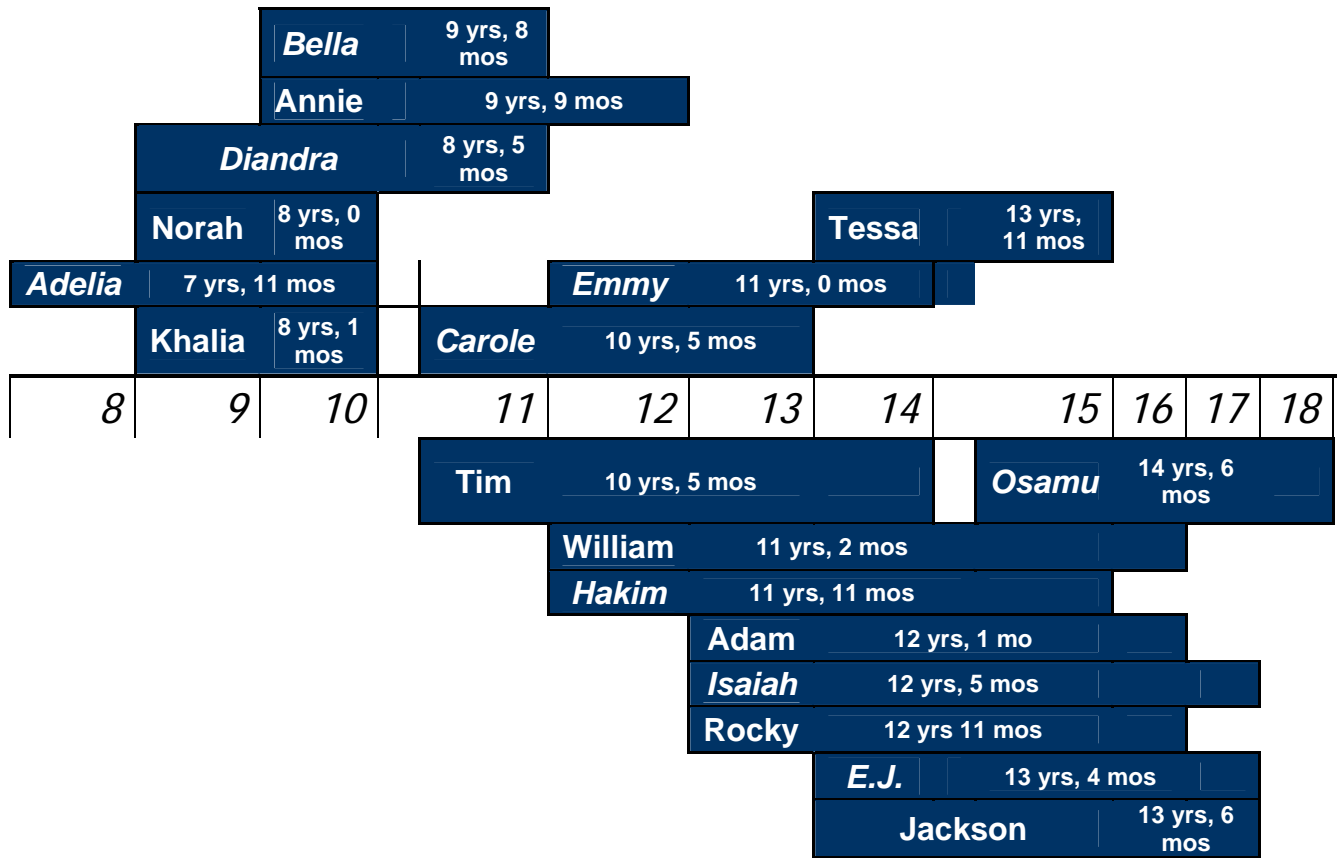 Bella 9 yrs, 8
mos
Annie 9 yrs, 9 mos
Diandra 8 yrs, 5
mos
Norah 8 yrs, 0
mos
Tessa 13 yrs,
11 mos
Adelia 7 yrs, 11 mos
Emmy 11 yrs, 0 mos
Khalia 8 yrs, 1
mos
Carole 10 yrs, 5 mos
8 9 10 11 12 13 14 15 16 17 18
Tim 10 yrs, 5 mos
Osamu 14 yrs, 6
mos
William 11 yrs, 2 mos
Hakim 11 yrs, 11 mos
Adam 12 yrs, 1 mo
Isaiah 12 yrs, 5 mos
Rocky 12 yrs 11 mos
E.J. 13 yrs, 4 mos
Jackson 13 yrs, 6
mos